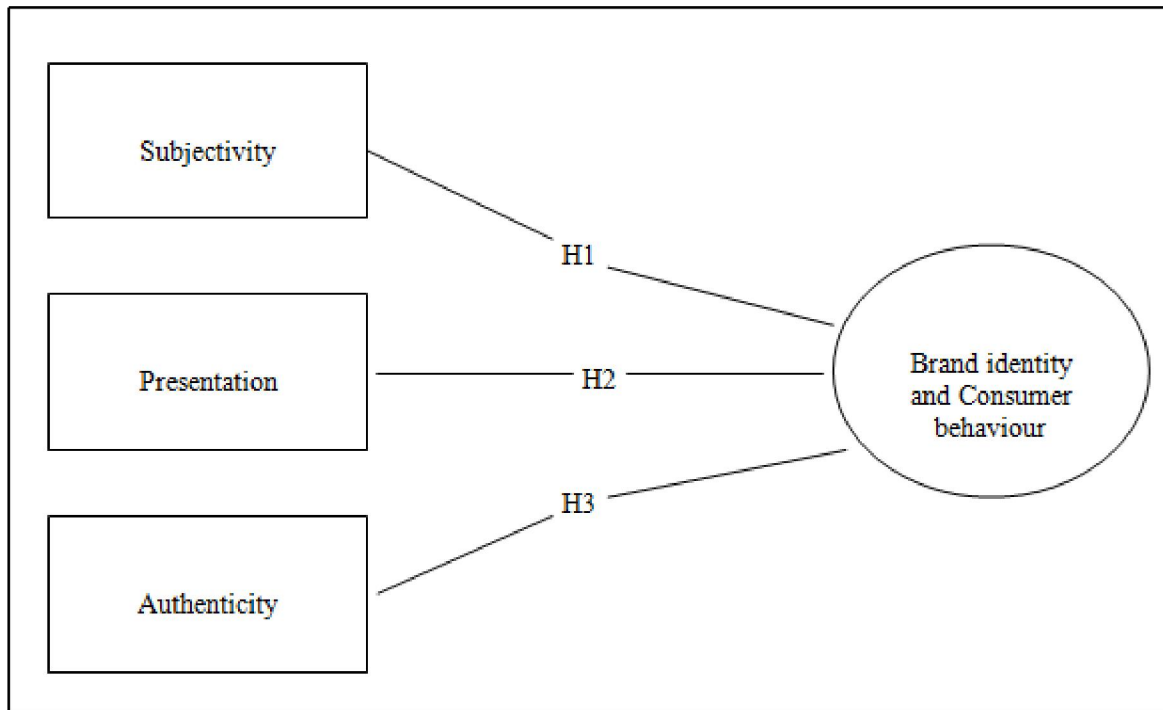 Subjectivity
H1
Presentation
H2
Brand identity
and Consumer
behaviour
H3
Authenticity